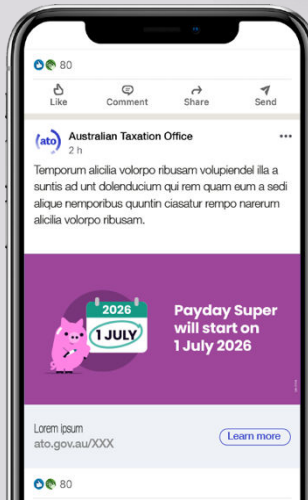 80
Like Comment Share Send
ato
Australian Taxation Office
2 h
Temporum alicilia volorpo ribusam volupiendel illa a
suntis ad unt dolenducium qui rem quam eum a sedi
alique nemporibus quuntin ciasatur rempo narerum
alicilia volorpo ribusam.
2026
1 JULY
Payday Super
will start on
1 July 2026
Lorem ipsum
ato.gov.au/XXX
Learn more
80